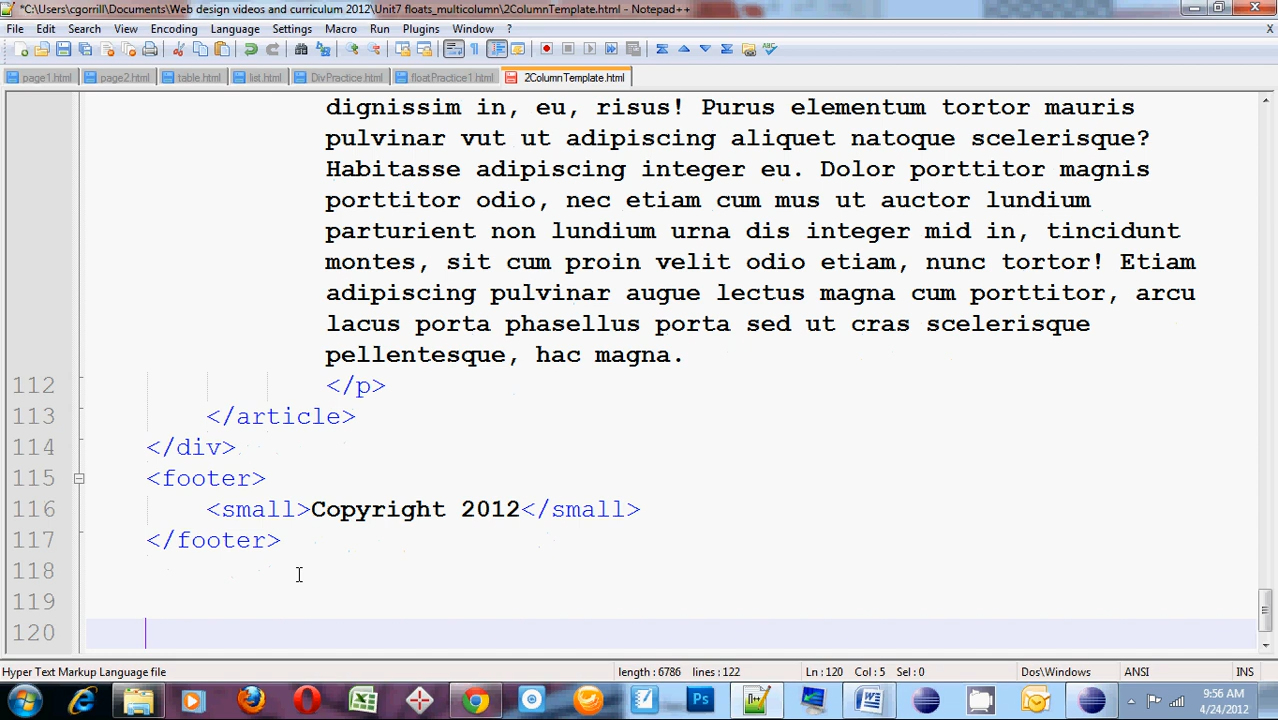 *C:\Users\cgorrill\Documents\Web design videos and curriculum 2012\Unit7 floats_multicolumn\2ColumnTemplate.html - Notepad++
File Edit Search View Encoding Language Settings Macro Run Plugins Window ? X
page1.html page2.html table.html list.html DivPractice.html floatPractice1.html 2ColumnTemplate.html
dignissim in, eu, risus! Purus elementum tortor mauris
pulvinar vut ut adipiscing aliquet natoque scelerisque?
Habitasse adipiscing integer eu. Dolor porttitor magnis
porttitor odio, nec etiam cum mus ut auctor lundium
parturient non lundium urna dis integer mid in, tincidunt
montes, sit cum proin velit odio etiam, nunc tortor! Etiam
adipiscing pulvinar augue lectus magna cum porttitor, arcu
lacus porta phasellus porta sed ut cras scelerisque
pellentesque, hac magna.
112 </p>
113 </article>
114 </div>
115 <footer>
116 <small>Copyright 2012</small>
117 </footer>
118
119
120
Hyper Text Markup Language file length : 6786 lines : 122 Ln : 120 Col : 5 Sel : 0 Dos\Windows ANSI INS
Ps 9:56 AM
4/24/2012